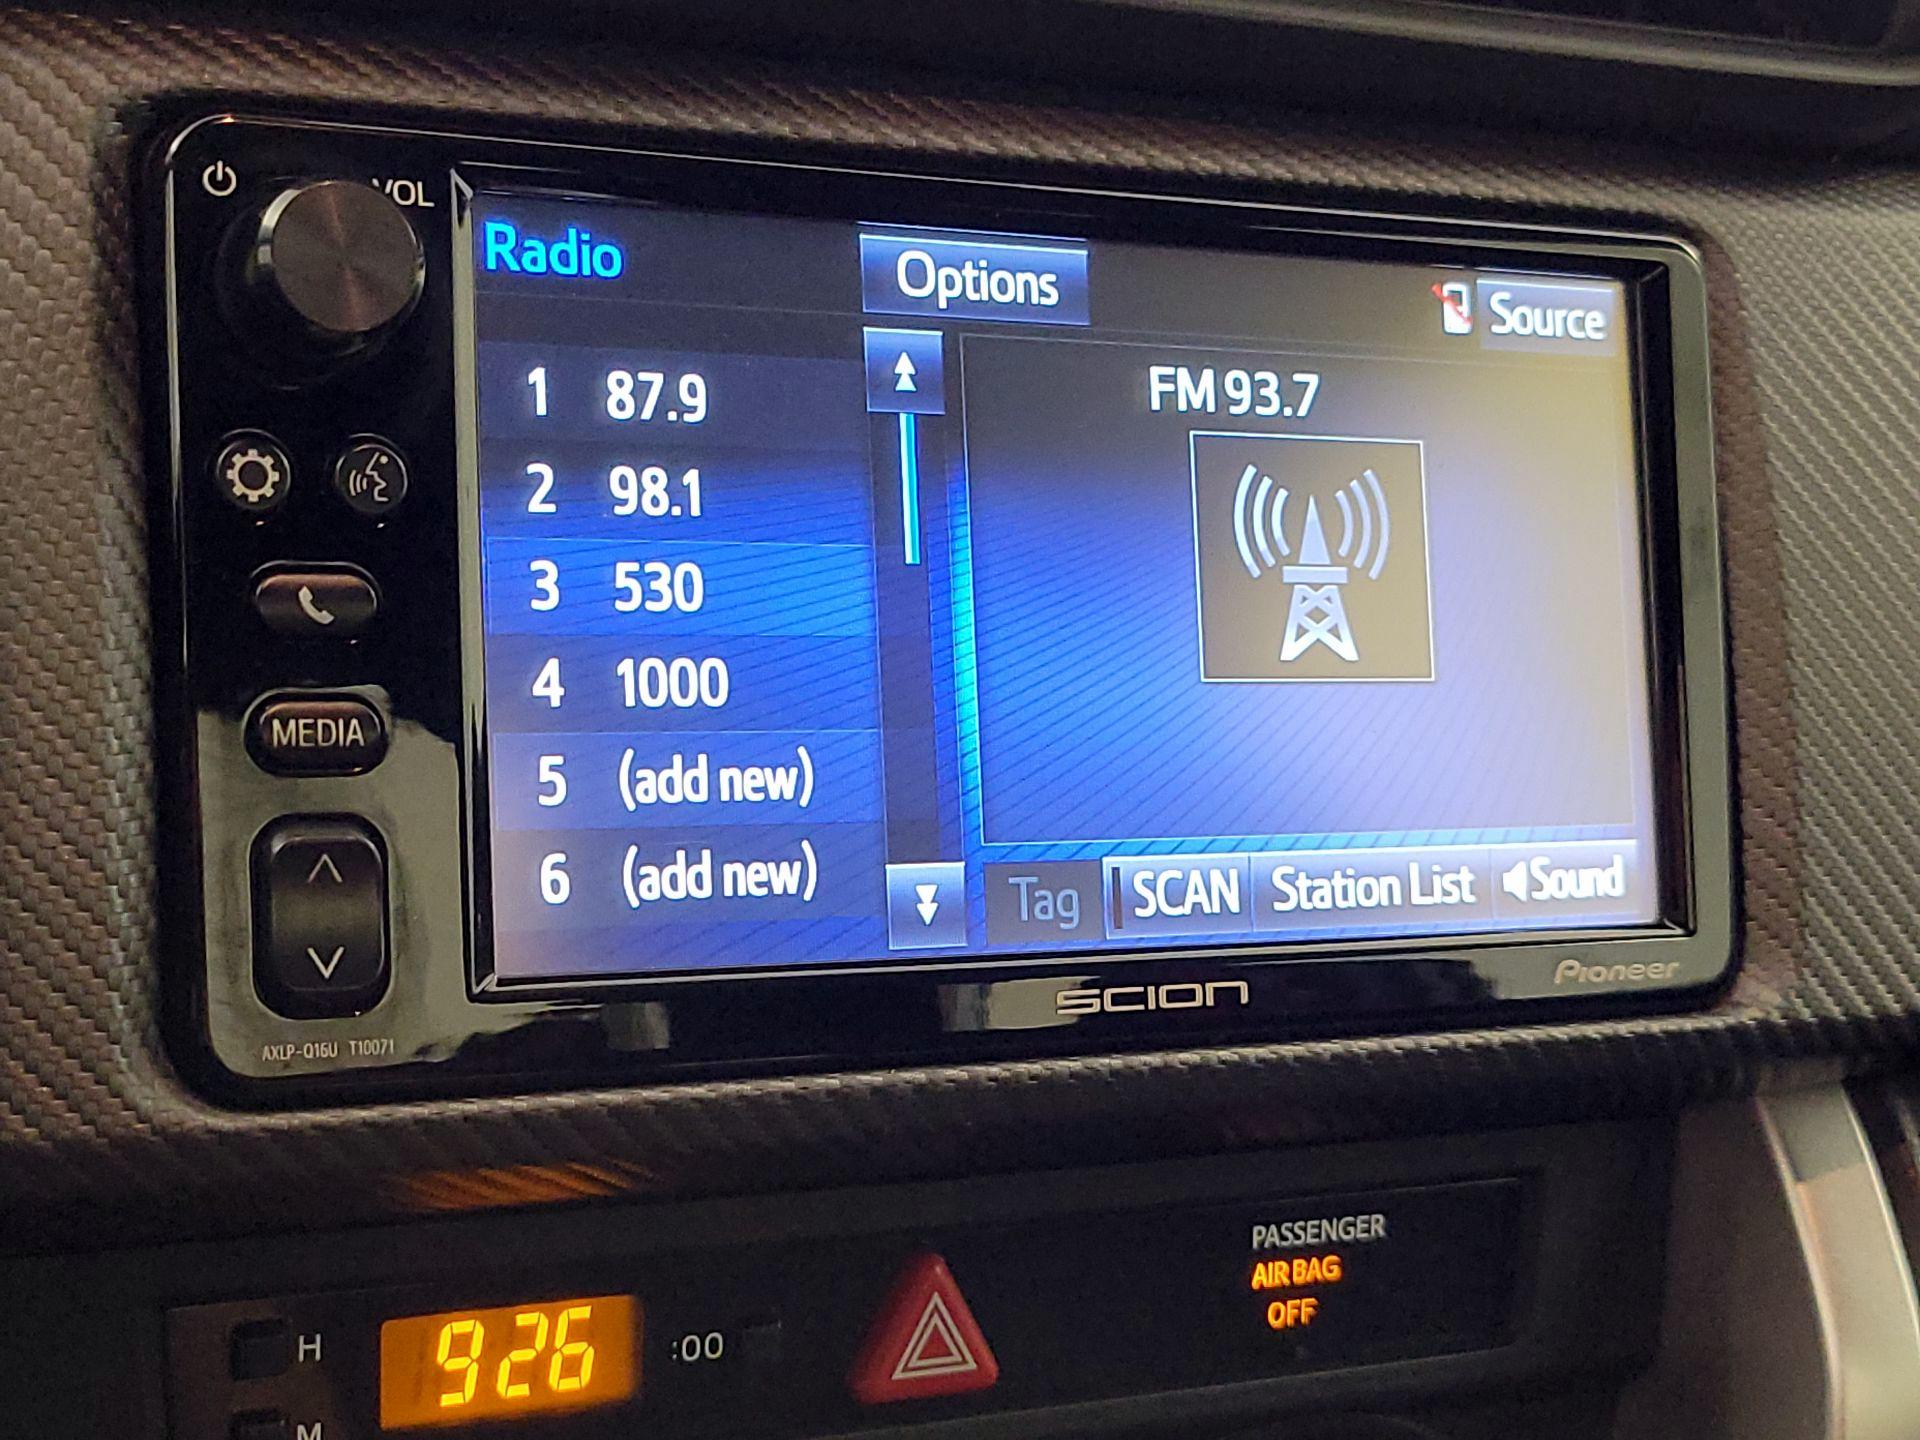 VOL
Radio
Options
Source
1 87.9
2 98.1
3 530
4 1000
5 (add new)
6 (add new)
FM 93.7
Tag
SCAN
Station List
Sound
MEDIA
SCION
Pioneer
AXLP-Q16U T10071
PASSENGER
AIR BAG
OFF
H
926
:00
M